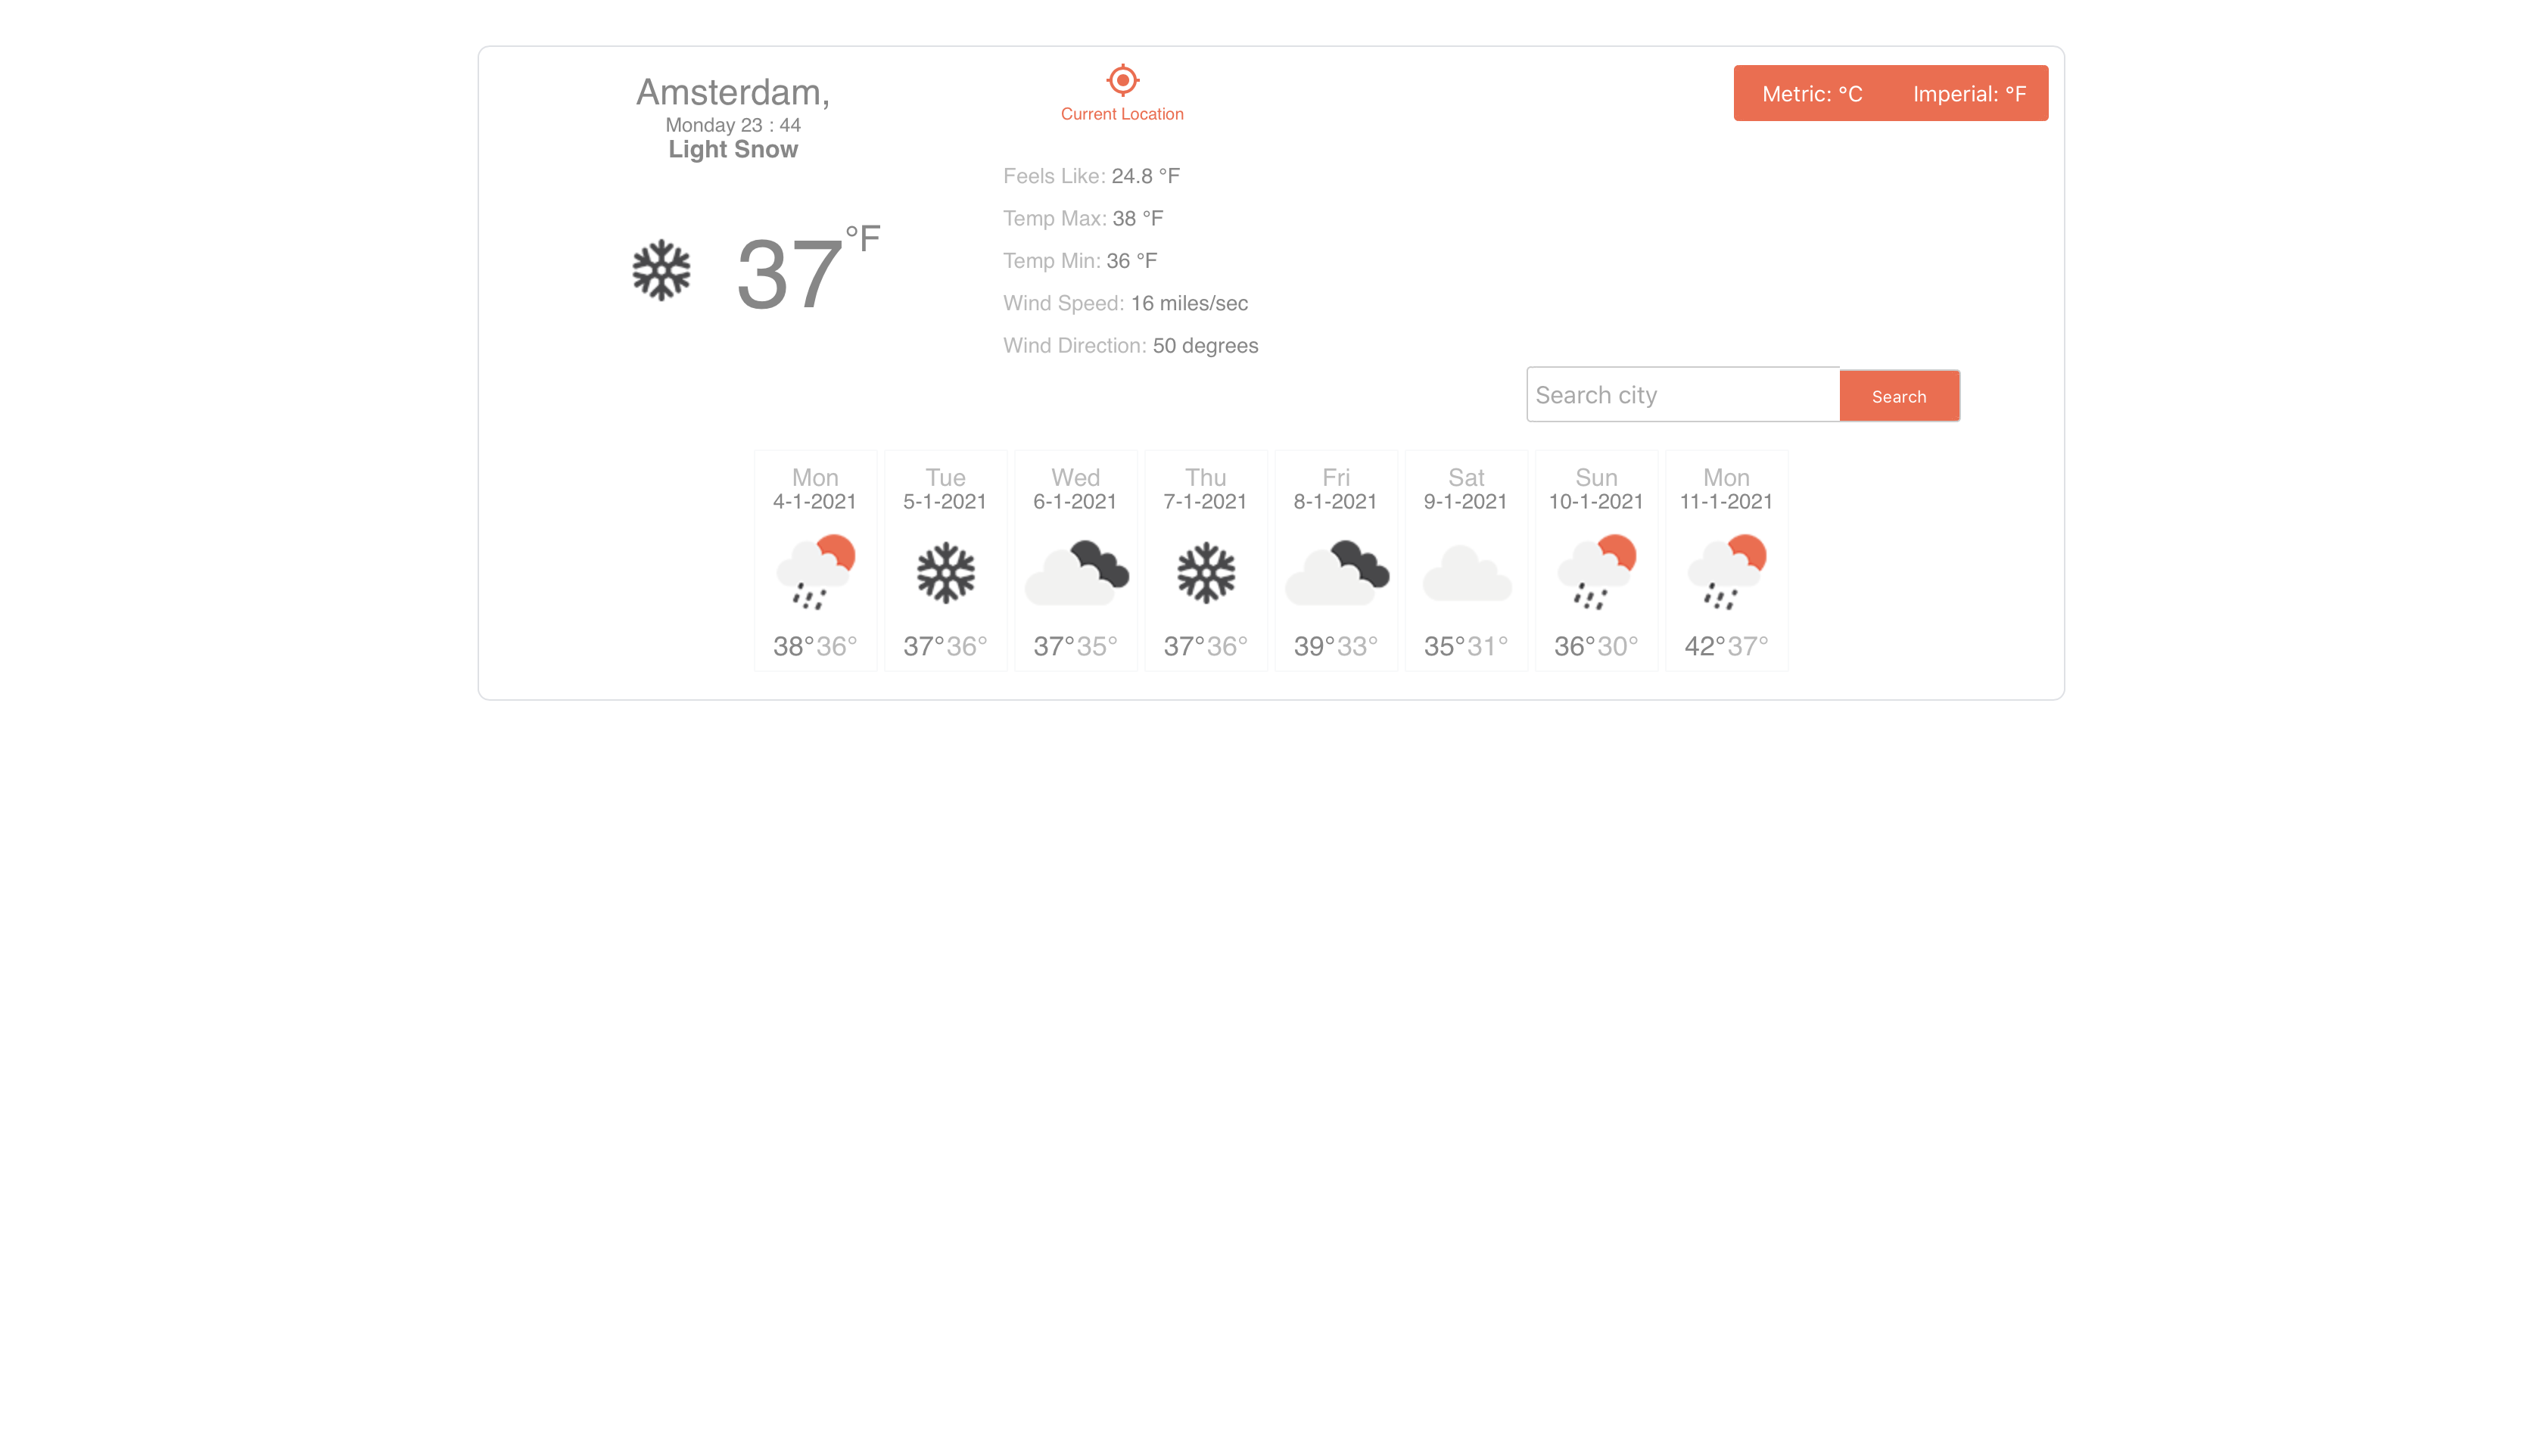 Amsterdam,
Monday 23 : 44
Light Snow
37 °F
Current Location
Feels Like: 24.8 °F
Temp Max: 38 °F
Temp Min: 36 °F
Wind Speed: 16 miles/sec
Wind Direction: 50 degrees
Metric: °C Imperial: °F
Search city Search
Mon Tue Wed Thu Fri Sat Sun Mon
4-1-2021 5-1-2021 6-1-2021 7-1-2021 8-1-2021 9-1-2021 10-1-2021 11-1-2021
38°36° 37°36° 37°35° 37°36° 39°33° 35°31° 36°30° 42°37°